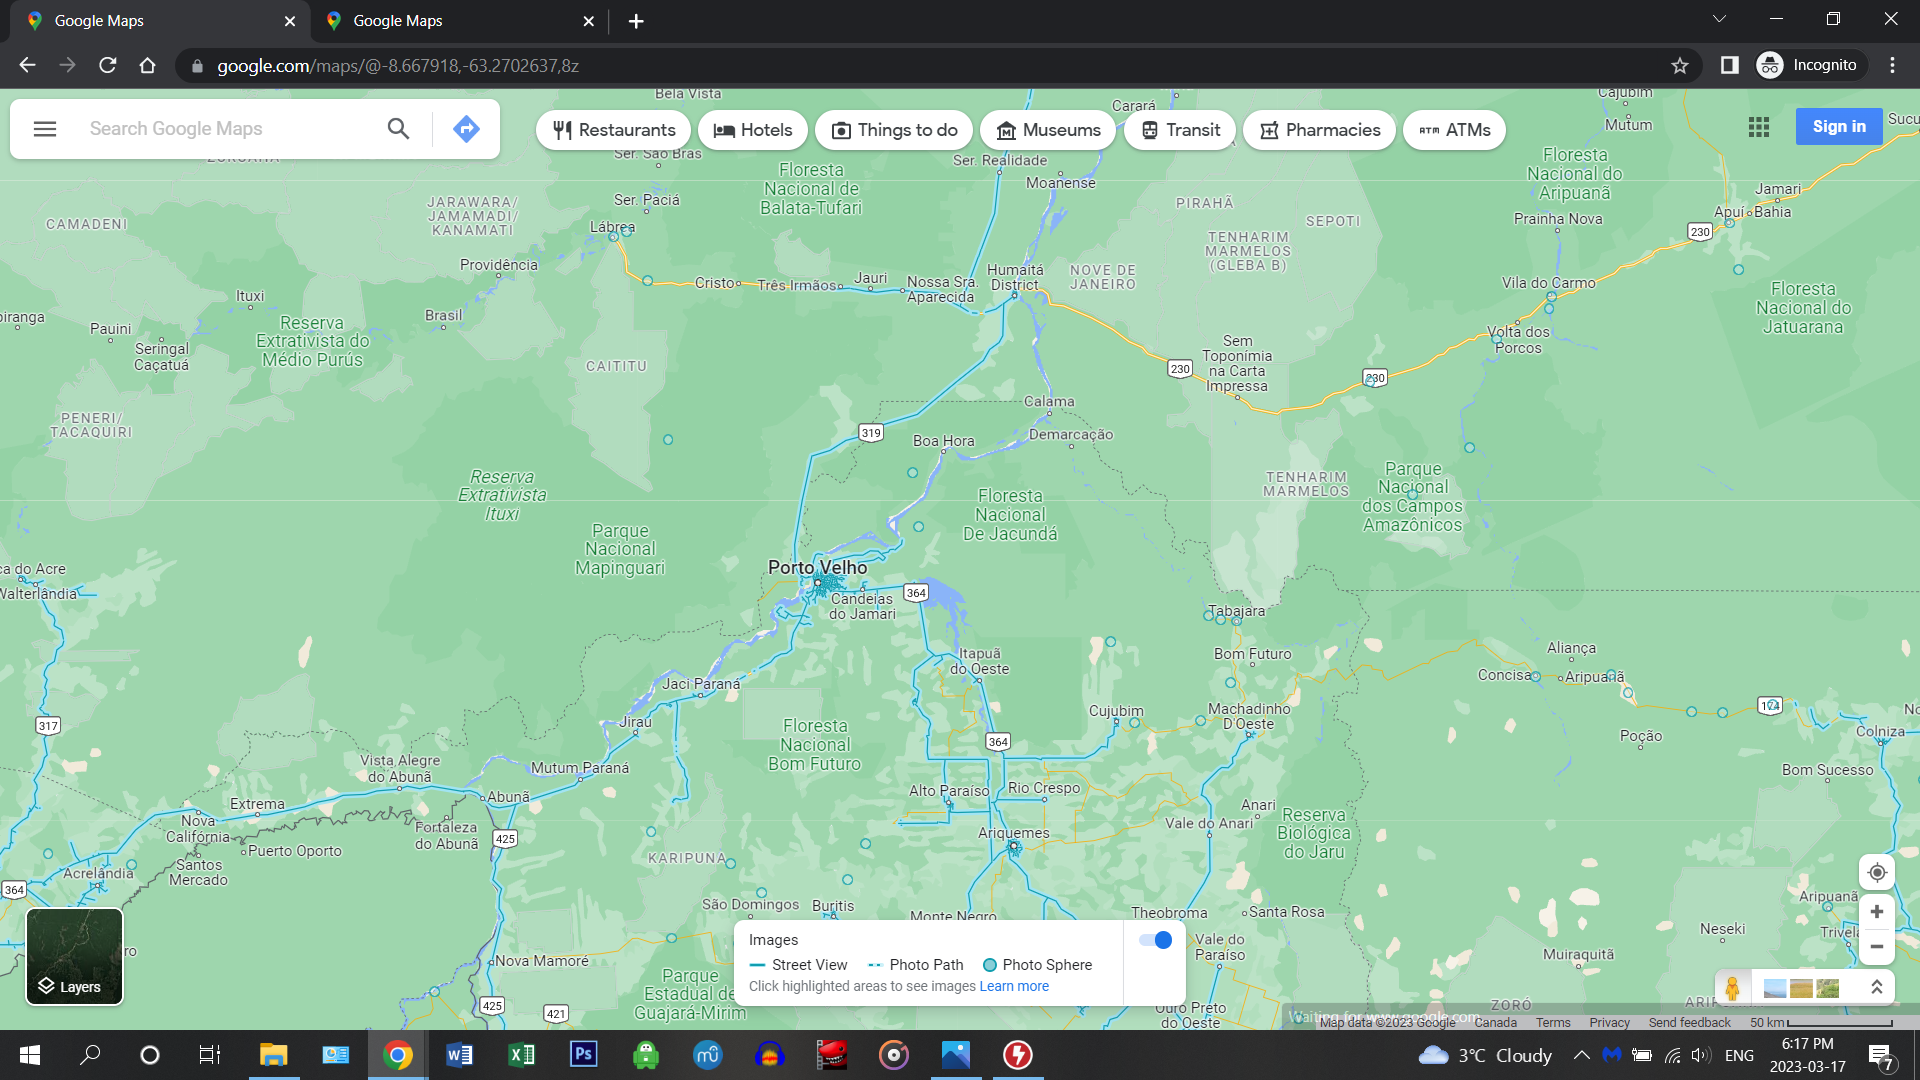 Google Maps
Google Maps
google.com/maps/@-8.667918,-63.2702637,8z
Incognito
Search Google Maps
Restaurants
Hotels
Things to do
Museums
Transit
Pharmacies
ATM ATMs
Sign in
Bela Vista
Carará
Cajubim
Mutum
Ser. São Bras
Ser. Realidade
Moanense
Floresta
Nacional de
Balata-Tufari
Floresta
Nacional do
Aripuanã
Jamari
Apuí
Bahia
Prainha Nova
JARAWARA/
JAMAMADI/
KANAMATI
Ser. Paciá
Lábrea
CAMADENI
PIRAHÃ
SEPOTI
TENHARIM
MARMELOS
(GLEBA B)
230
Providência
Cristo
Três Irmãos
Jauri
Nossa Sra.
Aparecida
Humaitá
District
NOVE DE
JANEIRO
Vila do Carmo
Floresta
Nacional do
Jatuarana
Ituxi
Pauini
Seringal
Caçatuá
Reserva
Extrativista do
Médio Purús
Brasil
CAITITU
Volta dos
Porcos
Sem
Toponímia
na Carta
Impressa
230
230
PENERI/
TACAQUIRI
319
Calama
Boa Hora
Demarcação
Reserva
Extrativista
Ituxi
TENHARIM
MARMELOS
Parque
Nacional
dos Campos
Amazônicos
Floresta
Nacional
De Jacundá
Parque
Nacional
Mapinguari
Porto Velho
Candeias
do Jamari
364
ca do Acre
Walterlândia
Tabajara
Bom Futuro
Itapuã
do Oeste
Aliança
Concisa
Aripuanã
Jaci Paraná
Jirau
Cujubim
Machadinho
D'Oeste
174
317
Floresta
Nacional
Bom Futuro
364
Poção
Colniza
Bom Sucesso
Vista Alegre
do Abunã
Mutum Paraná
Abunã
Alto Paraíso
Rio Crespo
Extrema
Nova
Califórnia
Puerto Oporto
Fortaleza
do Abunã
425
Anari
Vale do Anari
Reserva
Biológica
do Jaru
Ariquemes
Santos
Mercado
Acrelândia
364
KARIPUNA
São Domingos
Buritis
Monte Negro
Theobroma
Santa Rosa
Aripuanã
Neseki
Vale do
Paraíso
Muiraquitã
Nova Mamoré
425
421
Parque
Estadual de
Guajará-Mirim
Ouro Preto
do Oeste
ZORÓ
Layers
Images
Street View
Photo Path
Photo Sphere
Click highlighted areas to see images Learn more
Waiting for www.google.com...
Map data ©2023 Google
Canada
Terms
Privacy
Send feedback
50 km
3°C Cloudy
ENG
6:17 PM
2023-03-17
7